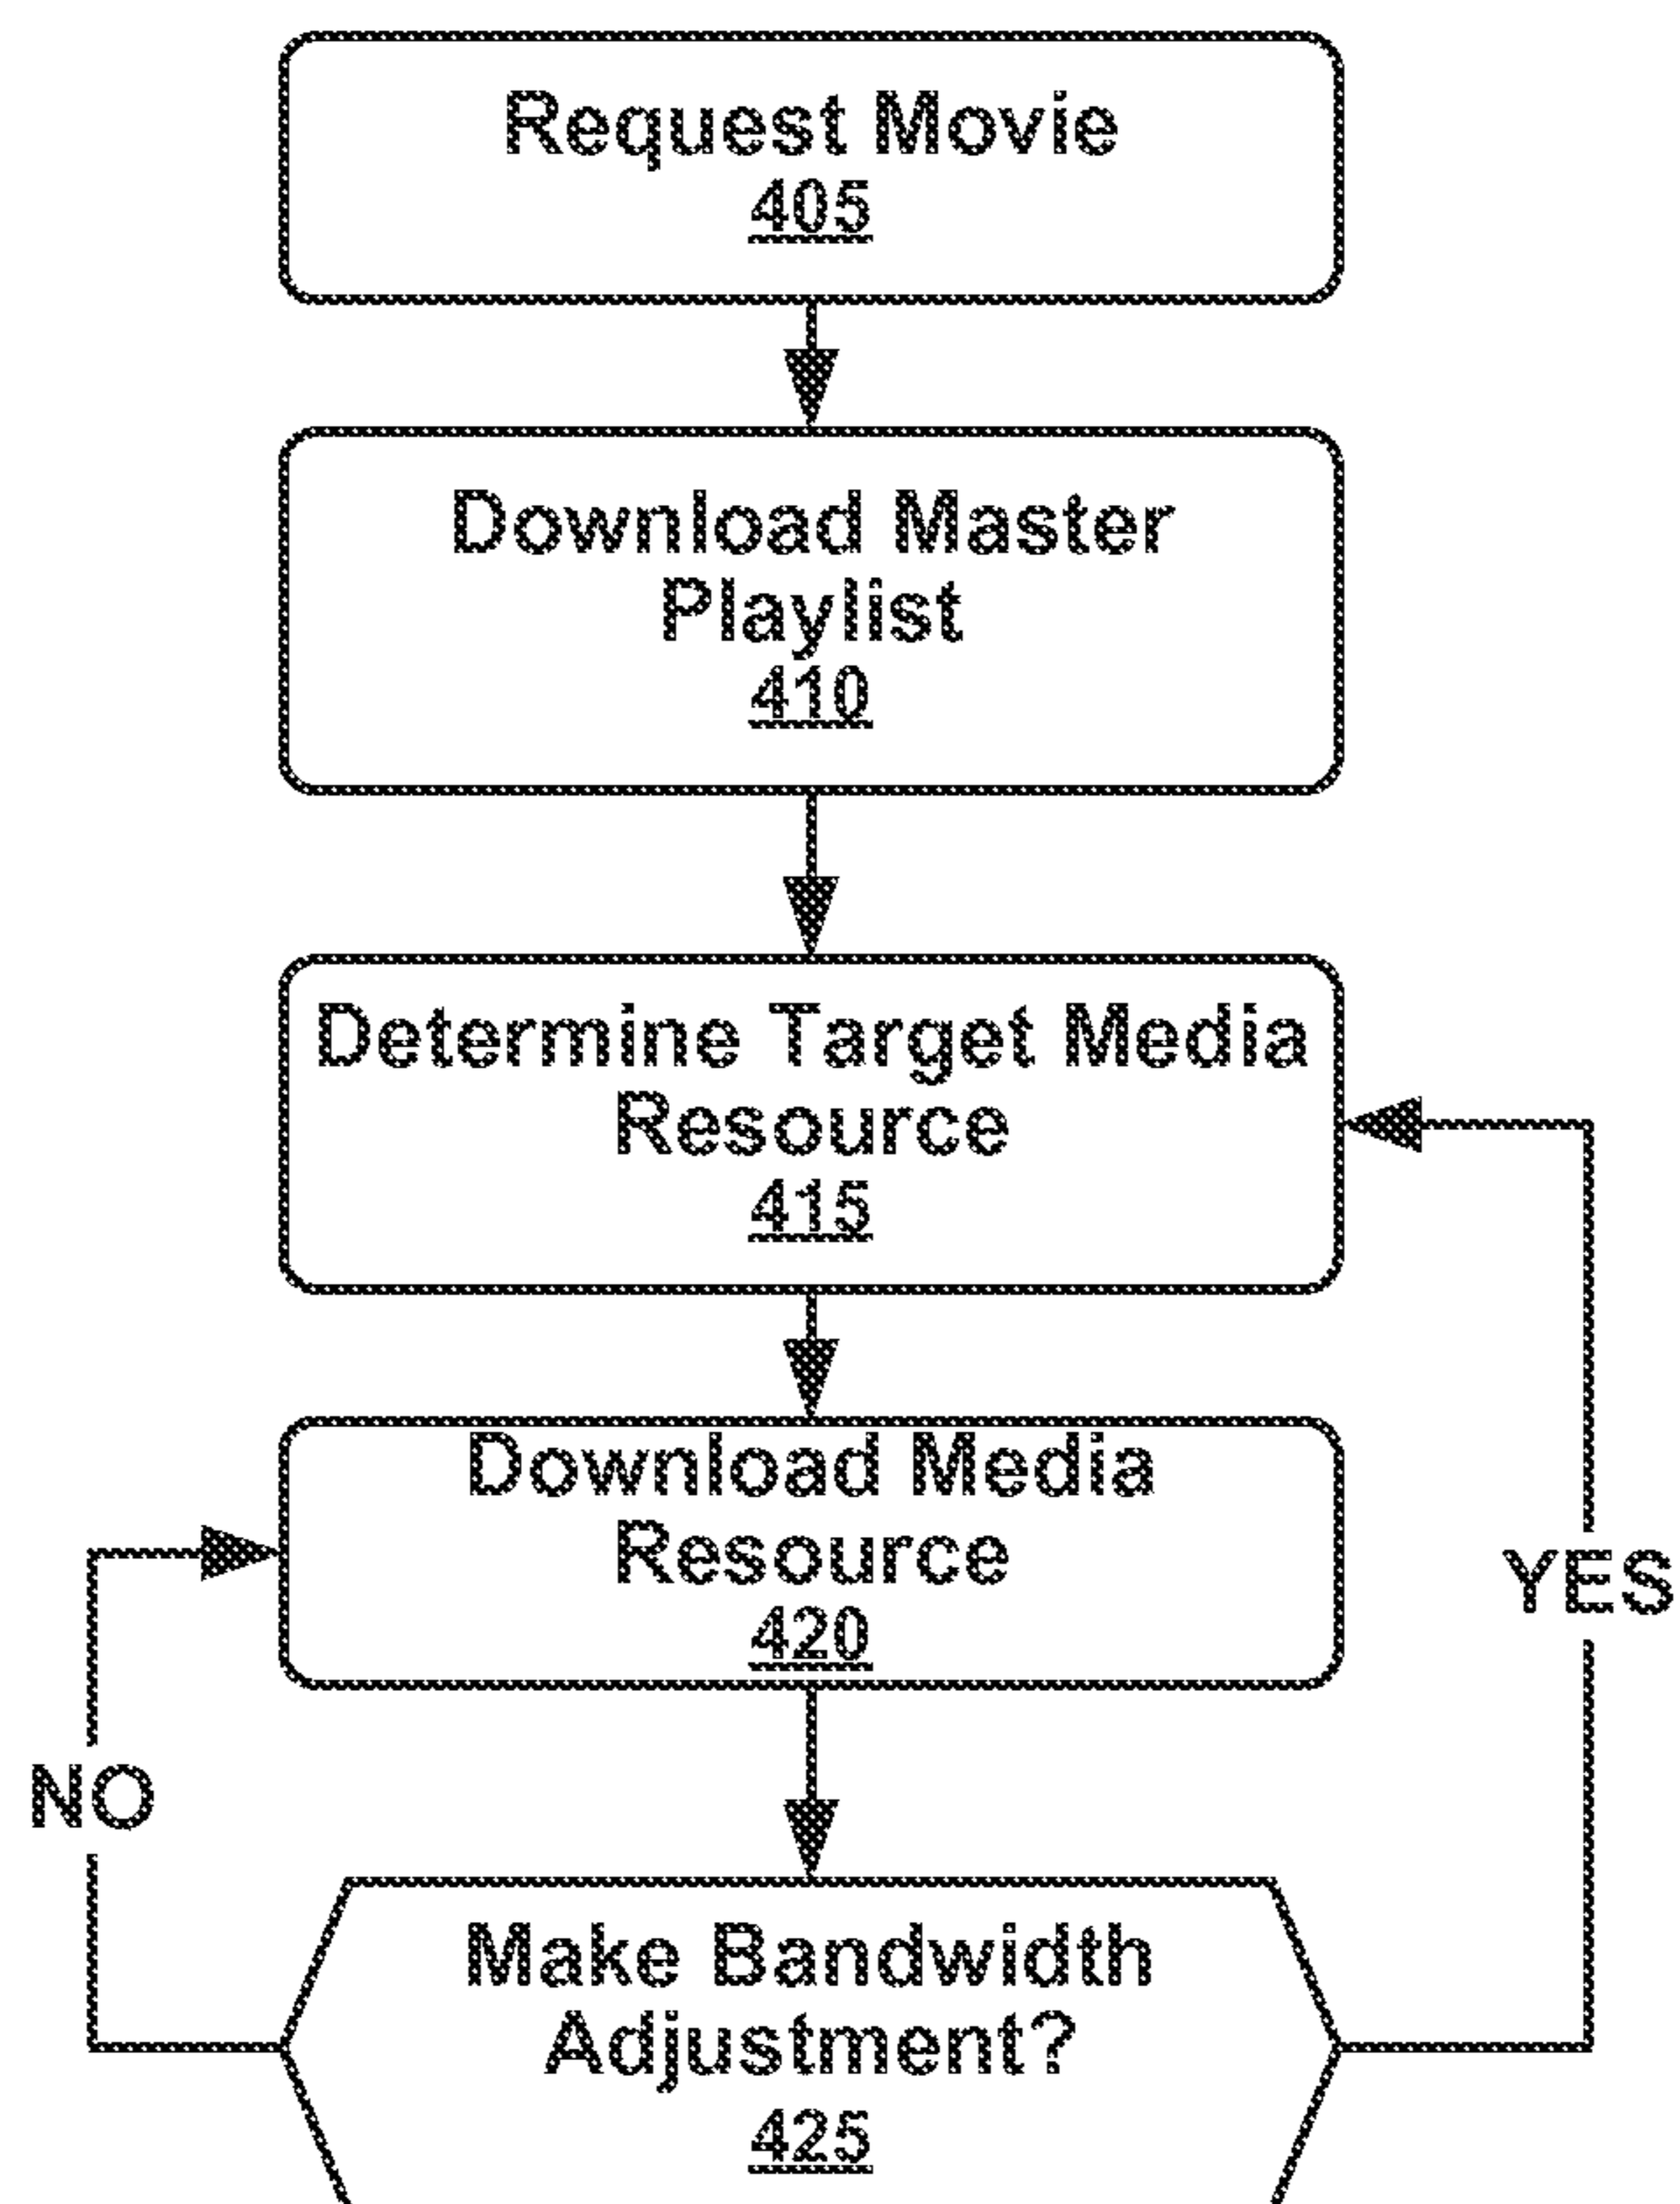 Request Movie
405
Download Master
Playlist
410
Determine Target Media
Resource
415
Download Media
Resource
420
YES
NO
Make Bandwidth
Adjustment?
425